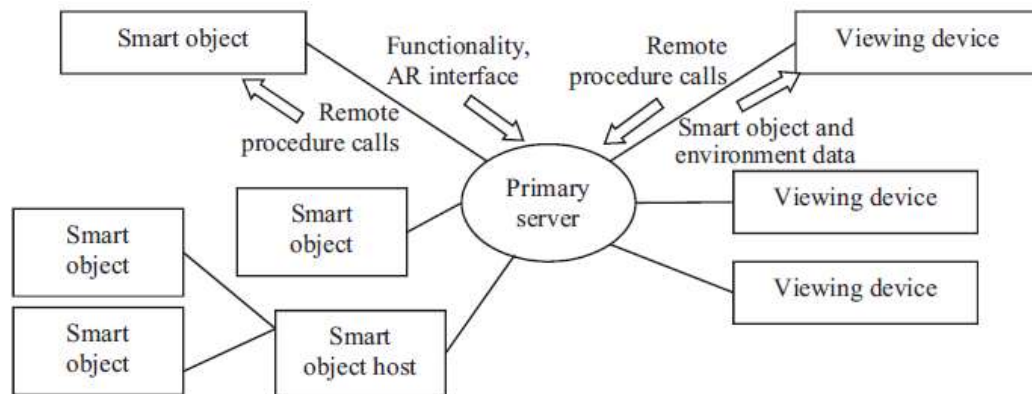 Smart object
Functionality,
AR interface
Remote
procedure calls
Viewing device
Remote
procedure calls
Smart object and
environment data
Primary
server
Smart
object
Viewing device
Smart
object
Viewing device
Smart
object
Smart
object host